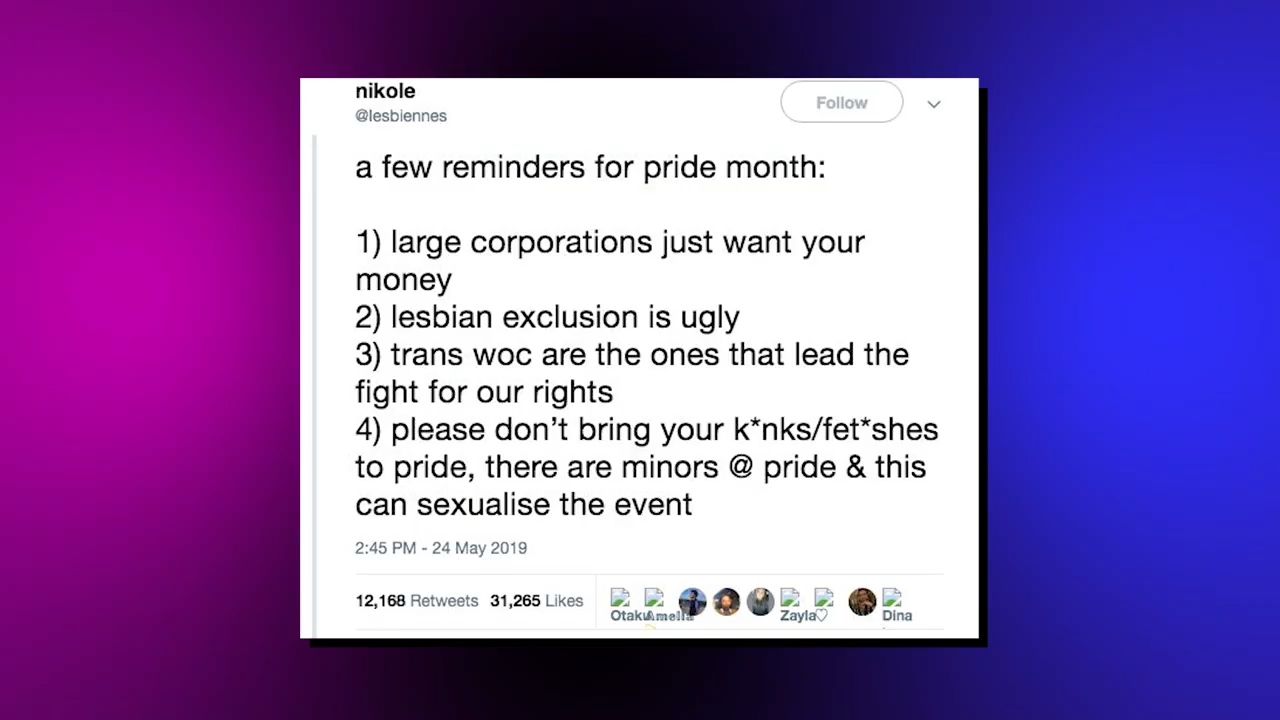 nikole
@lesbiennes
Follow
a few reminders for pride month:
1) large corporations just want your
money
2) lesbian exclusion is ugly
3) trans woc are the ones that lead the
fight for our rights
4) please don’t bring your k*nks/fet*shes
to pride, there are minors @ pride & this
can sexualise the event
2:45 PM - 24 May 2019
12,168 Retweets 31,265 Likes
Otaku Amelia Zayla♡ Dina